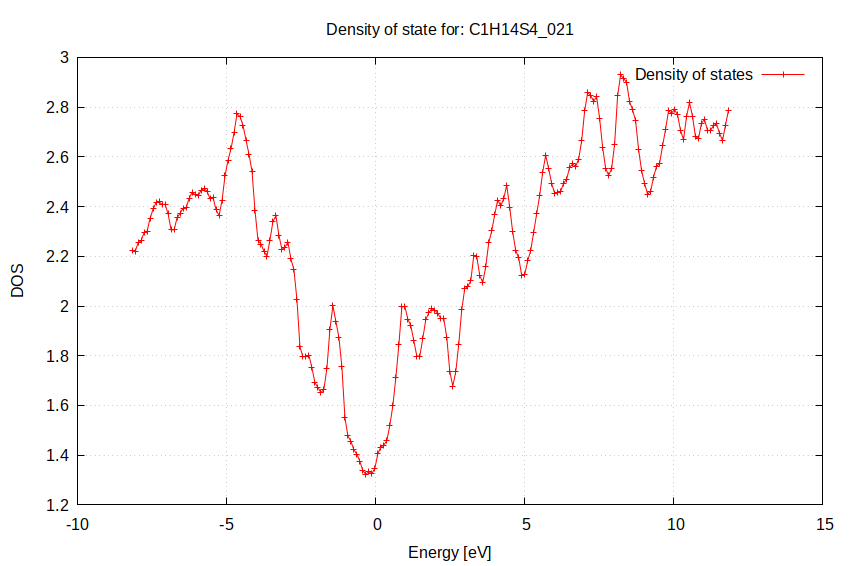 Density of state for: C1H14S4_021
Density of states
3
2.8
2.6
2.4
2.2
2
1.8
1.6
1.4
1.2
DOS
-10 -5 0 5 10 15
Energy [eV]